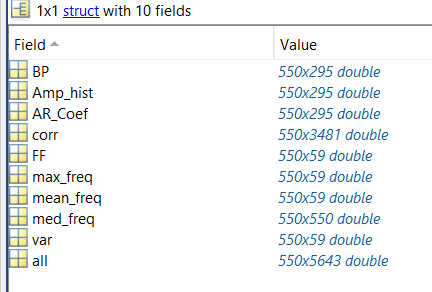 1x1 struct with 10 fields
Field Value
BP 550x295 double
Amp_hist 550x295 double
AR_Coef 550x295 double
corr 550x3481 double
FF 550x59 double
max_freq 550x59 double
mean_freq 550x59 double
med_freq 550x550 double
var 550x59 double
all 550x5643 double